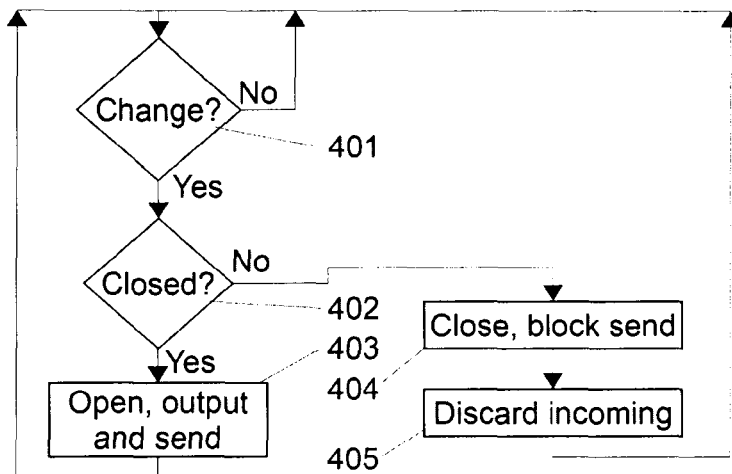 Change?
No
401
Yes
Closed?
No
402
Close, block send
Yes
403
404
Open, output
and send
Discard incoming
405